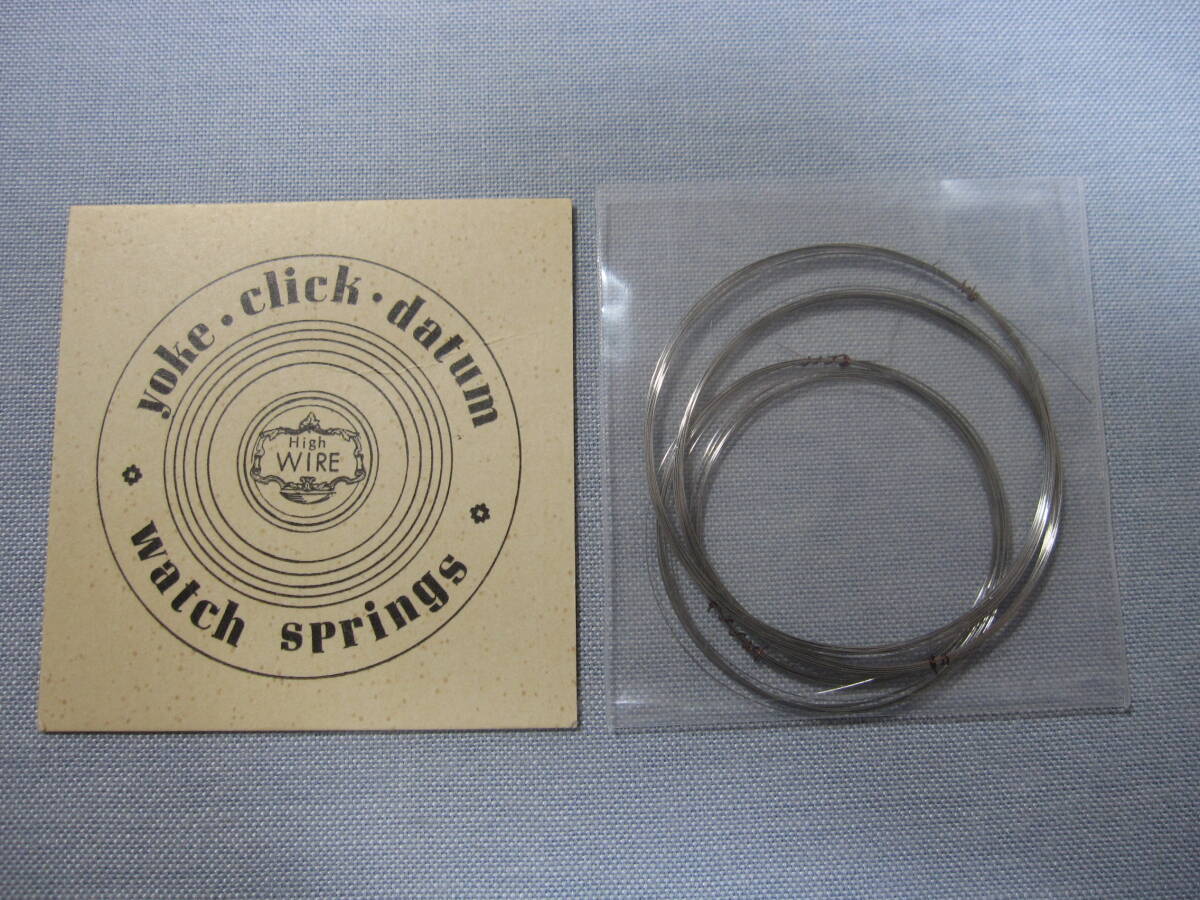 yoke · click · datum
High
WIRE
watch springs